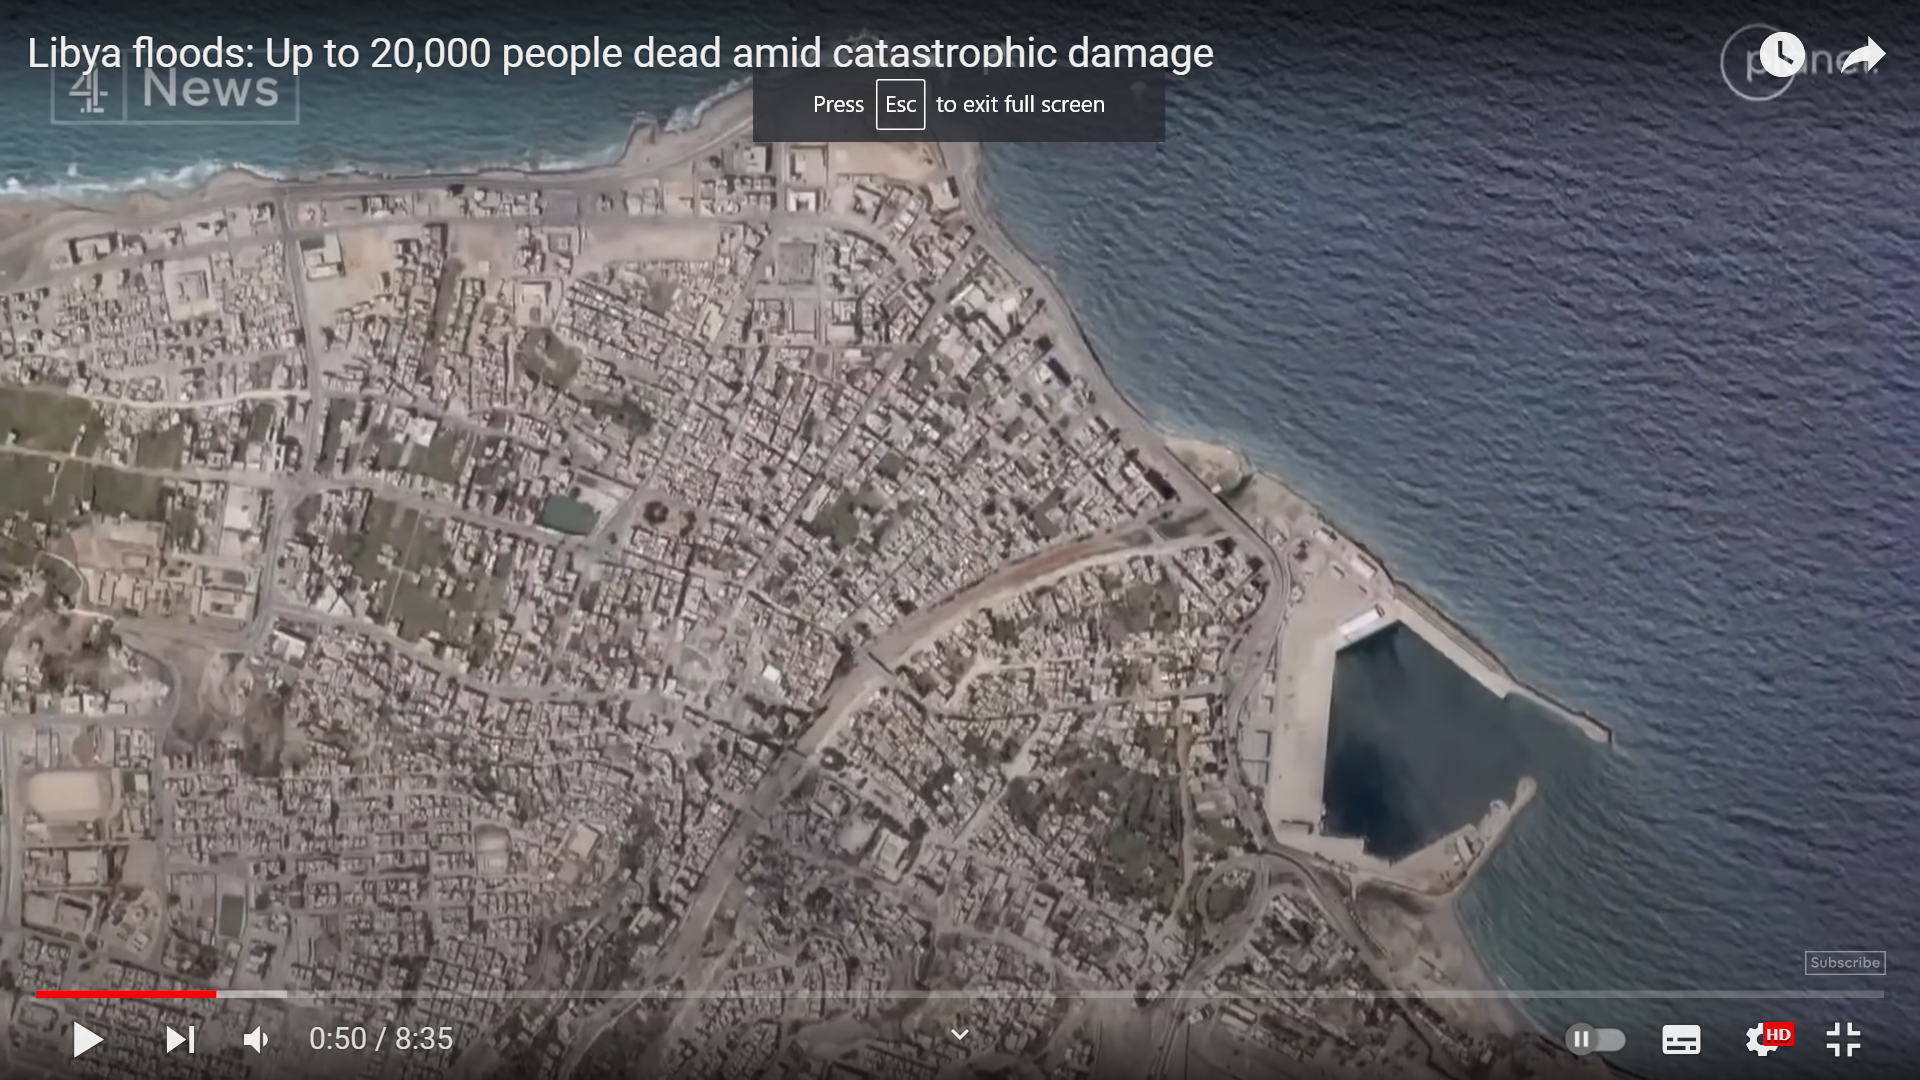 Libya floods: Up to 20,000 people dead amid catastrophic damage
4 News
planet.
Press Esc to exit full screen
Subscribe
0:50 / 8:35
HD